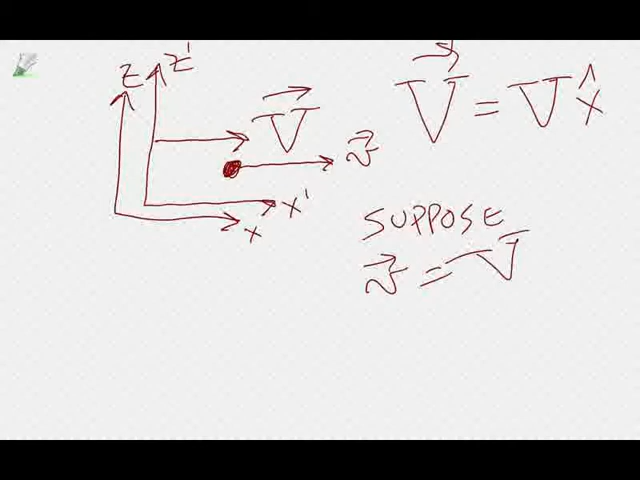 z z'
V⃗
v⃗
x'
x
V⃗ = V x̂
SUPPOSE
v⃗ = V